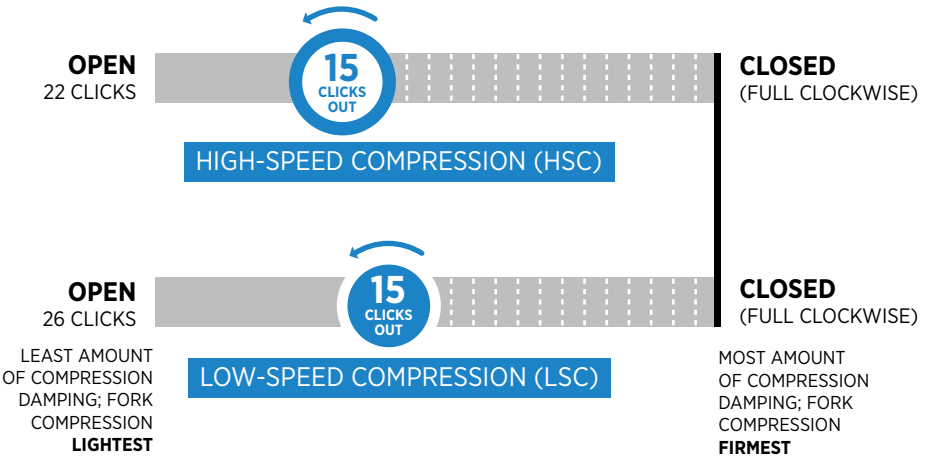 OPEN
22 CLICKS
15
CLICKS
OUT
CLOSED
(FULL CLOCKWISE)
HIGH-SPEED COMPRESSION (HSC)
OPEN
26 CLICKS
15
CLICKS
OUT
CLOSED
(FULL CLOCKWISE)
LEAST AMOUNT
OF COMPRESSION
DAMPING; FORK
COMPRESSION
LIGHTEST
LOW-SPEED COMPRESSION (LSC)
MOST AMOUNT
OF COMPRESSION
DAMPING; FORK
COMPRESSION
FIRMEST